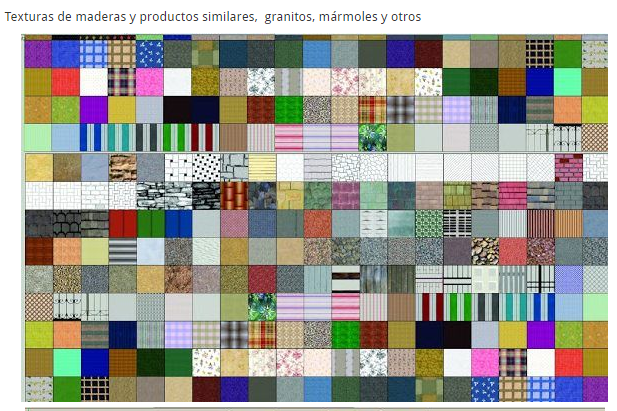 Texturas de maderas y productos similares, granitos, mármoles y otros